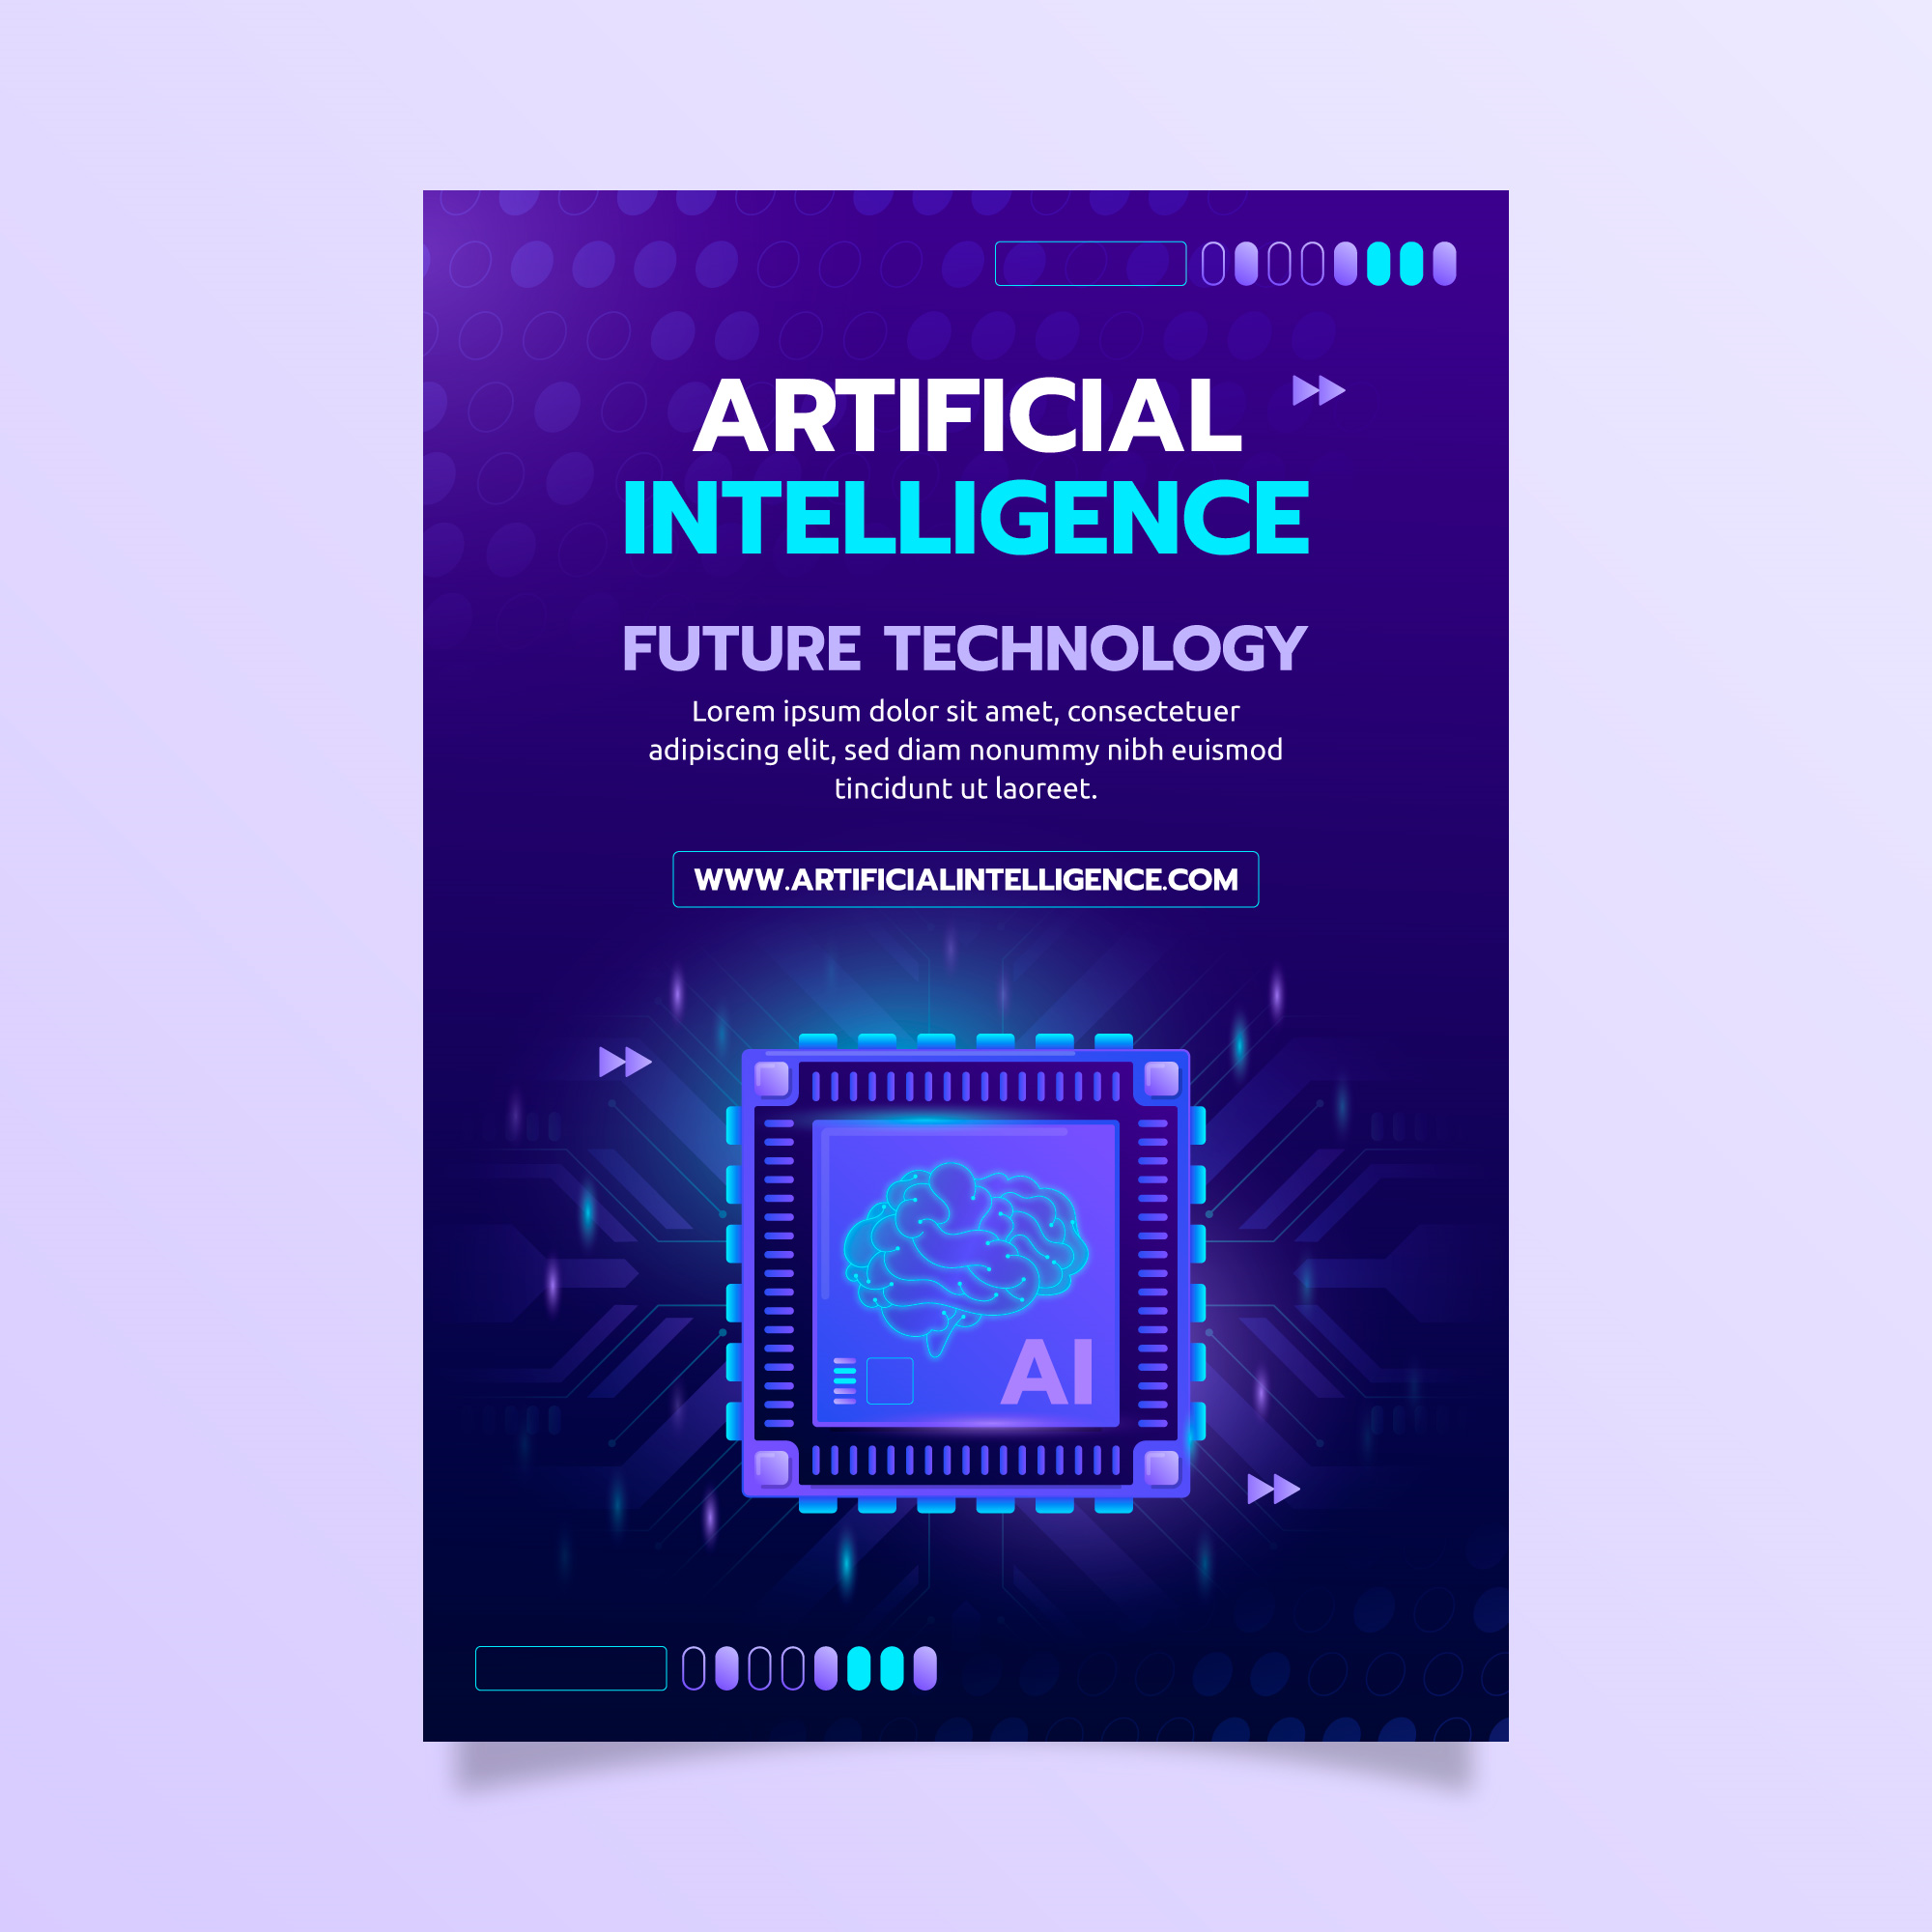 ARTIFICIAL
INTELLIGENCE
FUTURE TECHNOLOGY
Lorem ipsum dolor sit amet, consectetuer
adipiscing elit, sed diam nonummy nibh euismod
tincidunt ut laoreet.
WWW.ARTIFICIALINTELLIGENCE.COM
AI